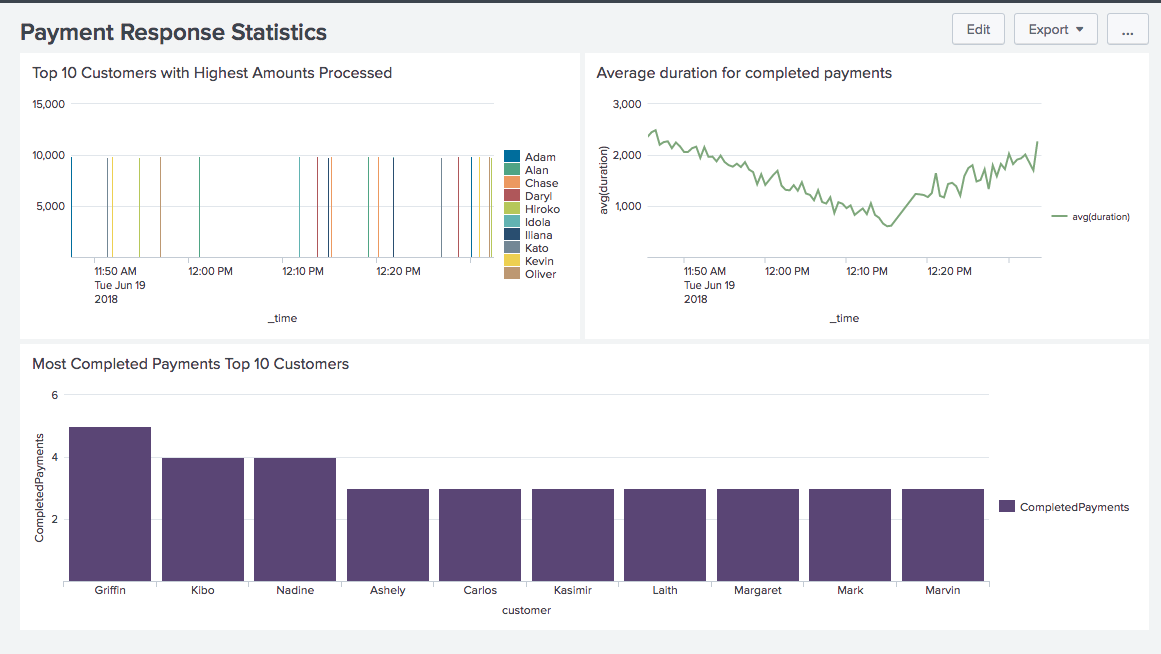 Payment Response Statistics
Edit
Export
...
Top 10 Customers with Highest Amounts Processed
15,000
10,000
5,000
11:50 AM
Tue Jun 19
2018
12:00 PM
12:10 PM
12:20 PM
_time
Adam
Alan
Chase
Daryl
Hiroko
Idola
Iliana
Kato
Kevin
Oliver
Average duration for completed payments
3,000
2,000
1,000
avg(duration)
11:50 AM
Tue Jun 19
2018
12:00 PM
12:10 PM
12:20 PM
_time
avg(duration)
Most Completed Payments Top 10 Customers
6
4
2
CompletedPayments
Griffin
Kibo
Nadine
Ashely
Carlos
Kasimir
Laith
Margaret
Mark
Marvin
customer
CompletedPayments